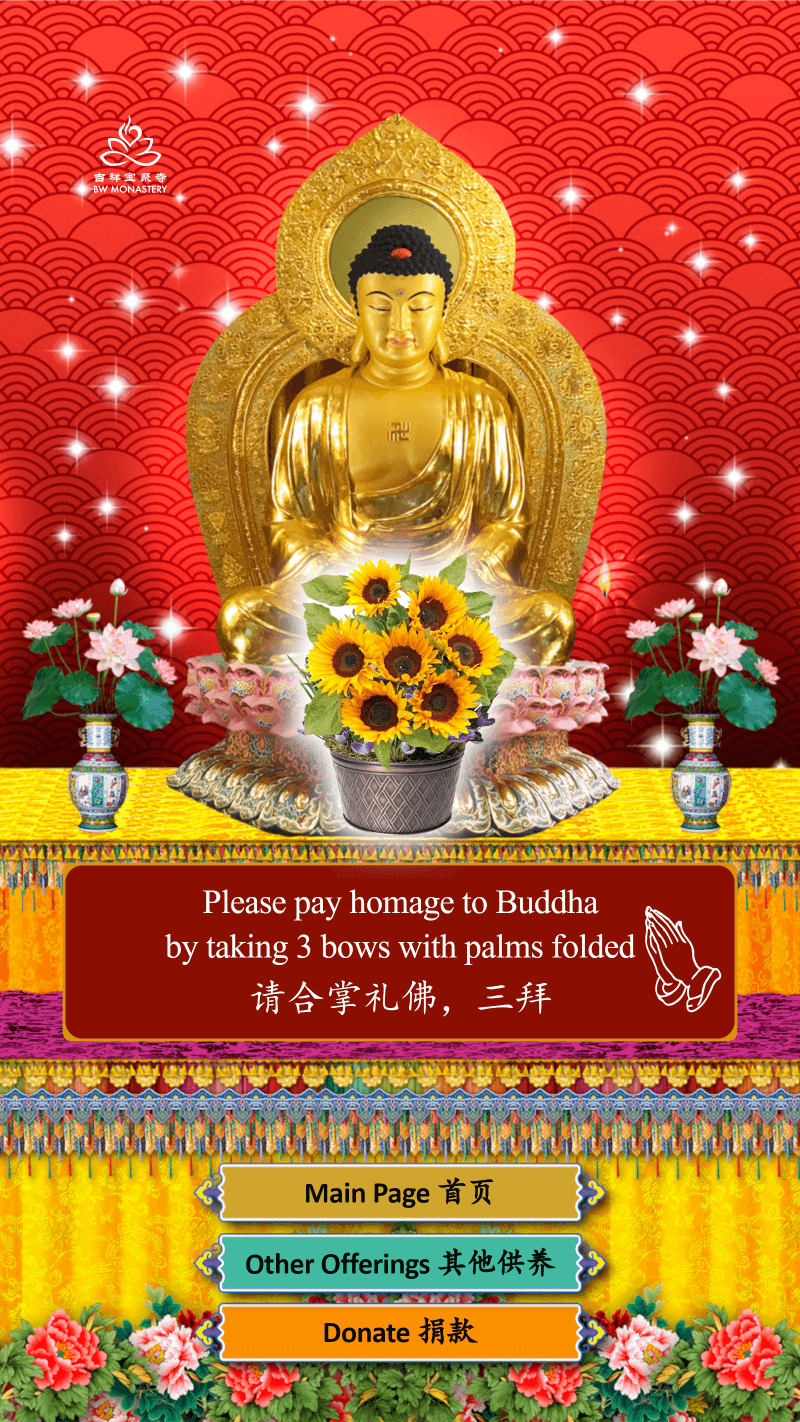 吉祥宝聚寺
BW MONASTERY
卍
Please pay homage to Buddha
by taking 3 bows with palms folded
请合掌礼佛，三拜
Main Page 首页
Other Offerings 其他供养
Donate 捐款